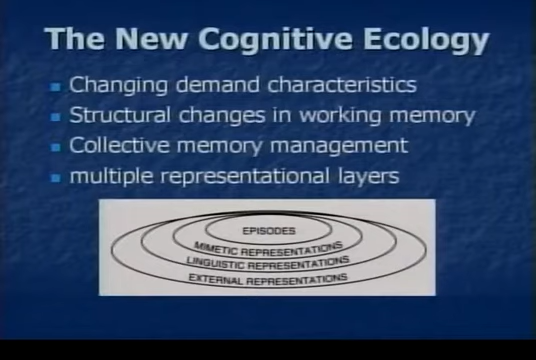 The New Cognitive Ecology
Changing demand characteristics
Structural changes in working memory
Collective memory management
multiple representational layers
EPISODES
MIMETIC REPRESENTATIONS
LINGUISTIC REPRESENTATIONS
EXTERNAL REPRESENTATIONS